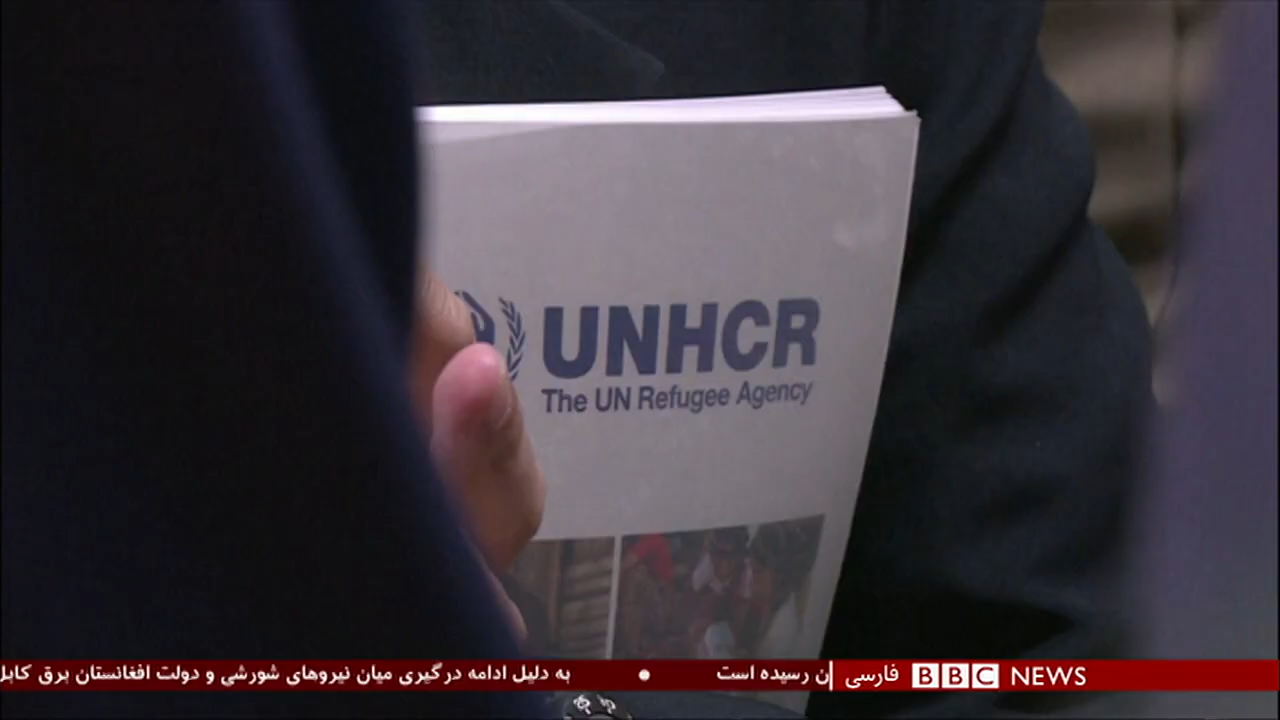 UNHCR
The UN Refugee Agency
به دلیل ادامه درگیری میان نیروهای شورشی و دولت افغانستان برق کابل
ن رسیده است
فارسی BBC NEWS